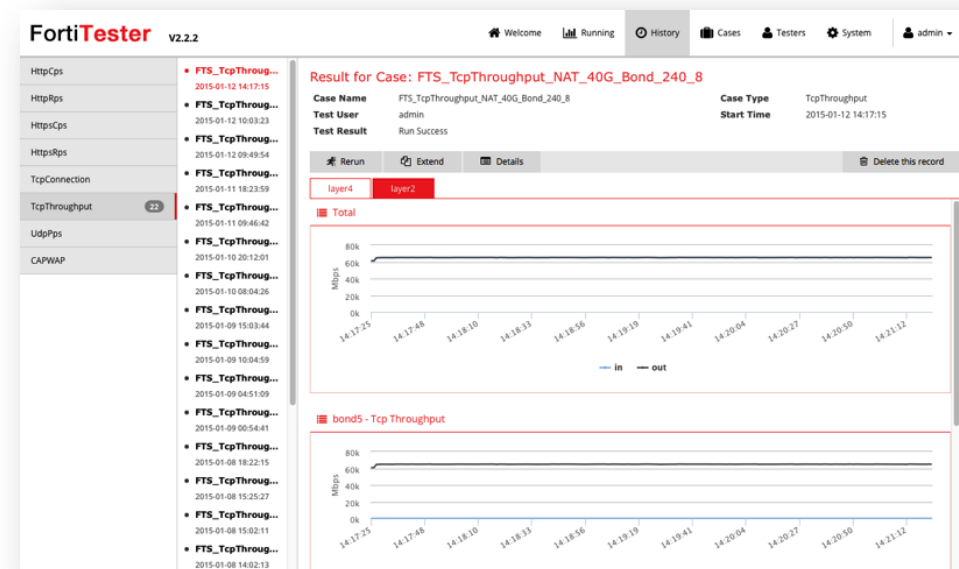 FortiTester V2.2.2
Welcome Running History Cases Testers System admin
HttpCps
HttpRps
HttpsCps
HttpsRps
TcpConnection
TcpThroughput 22
UdpPps
CAPWAP
FTS_TcpThroug...
2015-01-12 14:17:15
FTS_TcpThroug...
2015-01-12 10:03:23
FTS_TcpThroug...
2015-01-12 09:49:54
FTS_TcpThroug...
2015-01-11 18:23:59
FTS_TcpThroug...
2015-01-11 09:46:42
FTS_TcpThroug...
2015-01-10 20:12:01
FTS_TcpThroug...
2015-01-10 08:04:26
FTS_TcpThroug...
2015-01-09 15:03:44
FTS_TcpThroug...
2015-01-09 10:04:59
FTS_TcpThroug...
2015-01-09 04:51:09
FTS_TcpThroug...
2015-01-09 00:54:41
FTS_TcpThroug...
2015-01-08 18:22:15
FTS_TcpThroug...
2015-01-08 15:25:27
FTS_TcpThroug...
2015-01-08 15:02:11
FTS_TcpThroug...
2015-01-08 14:02:13
Result for Case: FTS_TcpThroughput_NAT_40G_Bond_240_8
Case Name FTS_TcpThroughput_NAT_40G_Bond_240_8 Case Type TcpThroughput
Test User admin Start Time 2015-01-12 14:17:15
Test Result Run Success
Rerun Extend Details Delete this record
layer4 layer2
Total
80k
60k
40k
20k
0k
Mbps
14:17:25 14:17:48 14:18:10 14:18:33 14:18:56 14:19:19 14:19:41 14:20:04 14:20:27 14:20:50 14:21:12
in out
bond5 - Tcp Throughput
80k
60k
40k
20k
0k
Mbps
14:17:25 14:17:48 14:18:10 14:18:33 14:18:56 14:19:19 14:19:41 14:20:04 14:20:27 14:20:50 14:21:12